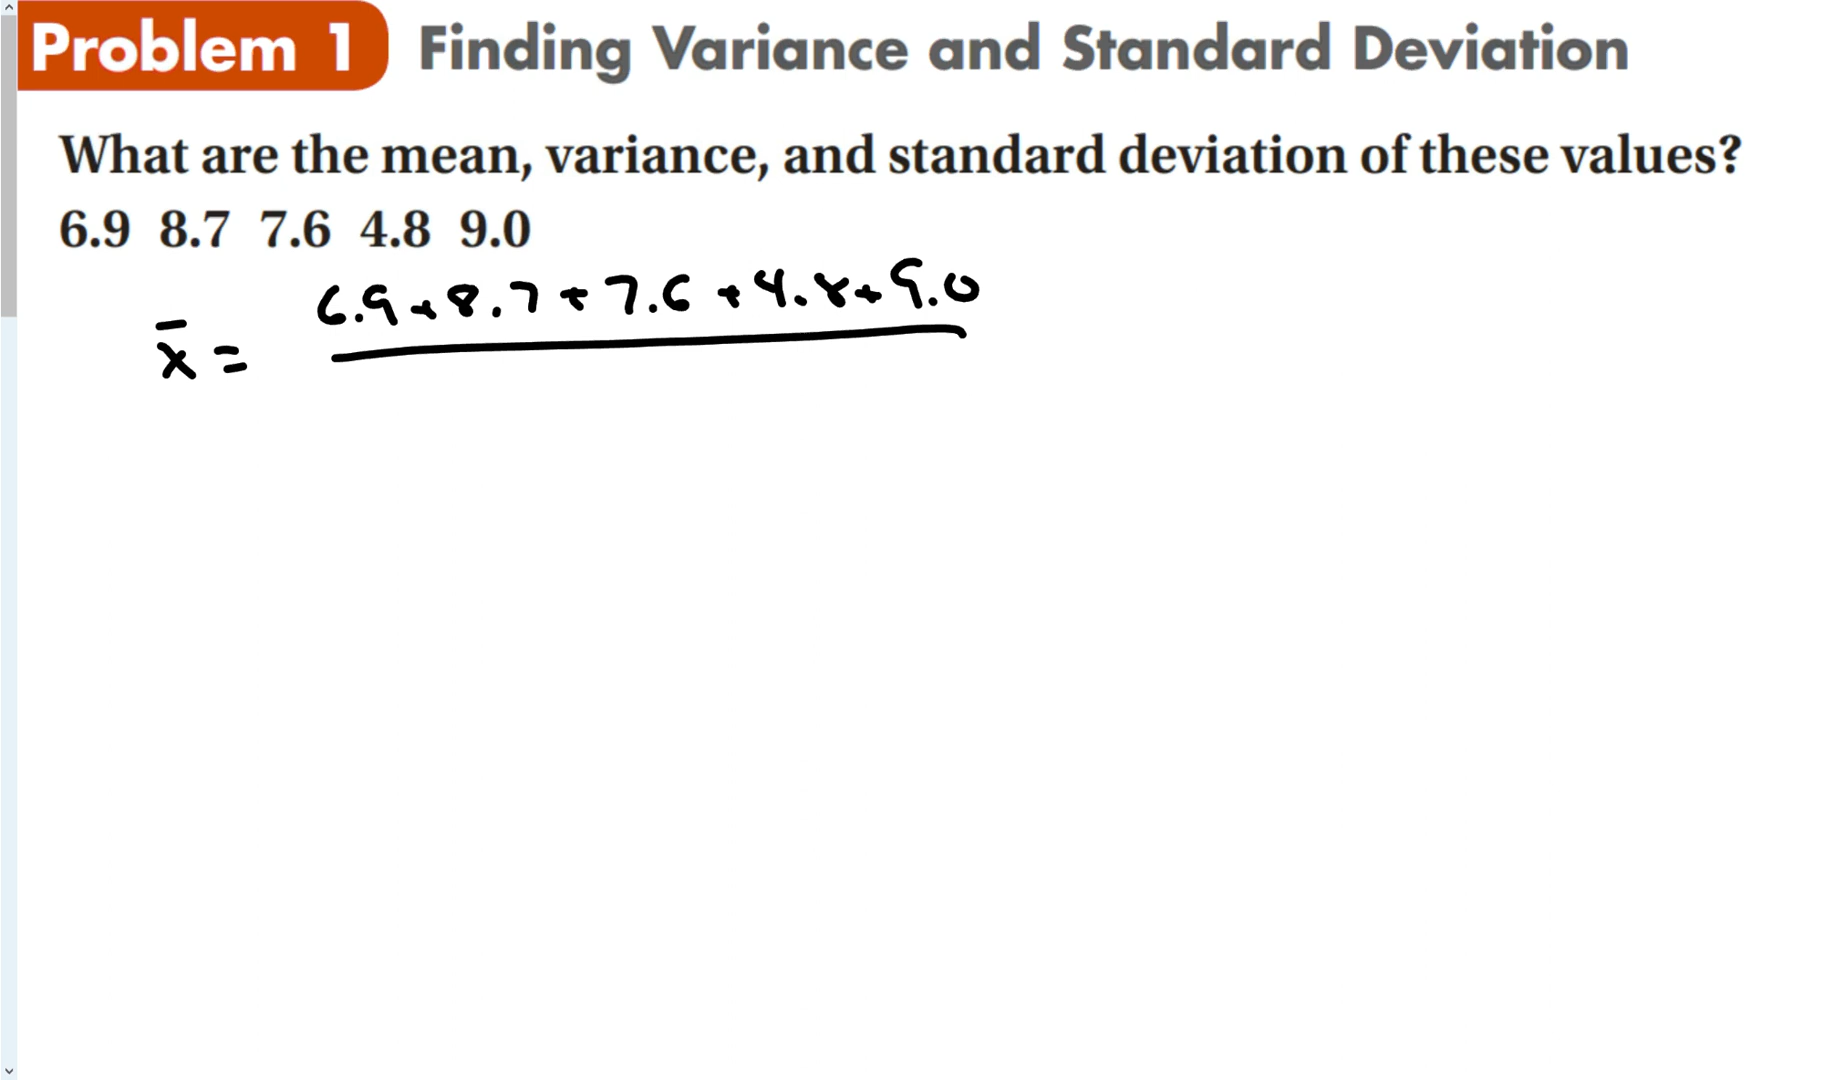 Problem 1 Finding Variance and Standard Deviation
What are the mean, variance, and standard deviation of these values?
6.9 8.7 7.6 4.8 9.0
6.9+8.7+7.6+4.8+9.0
x̄ =